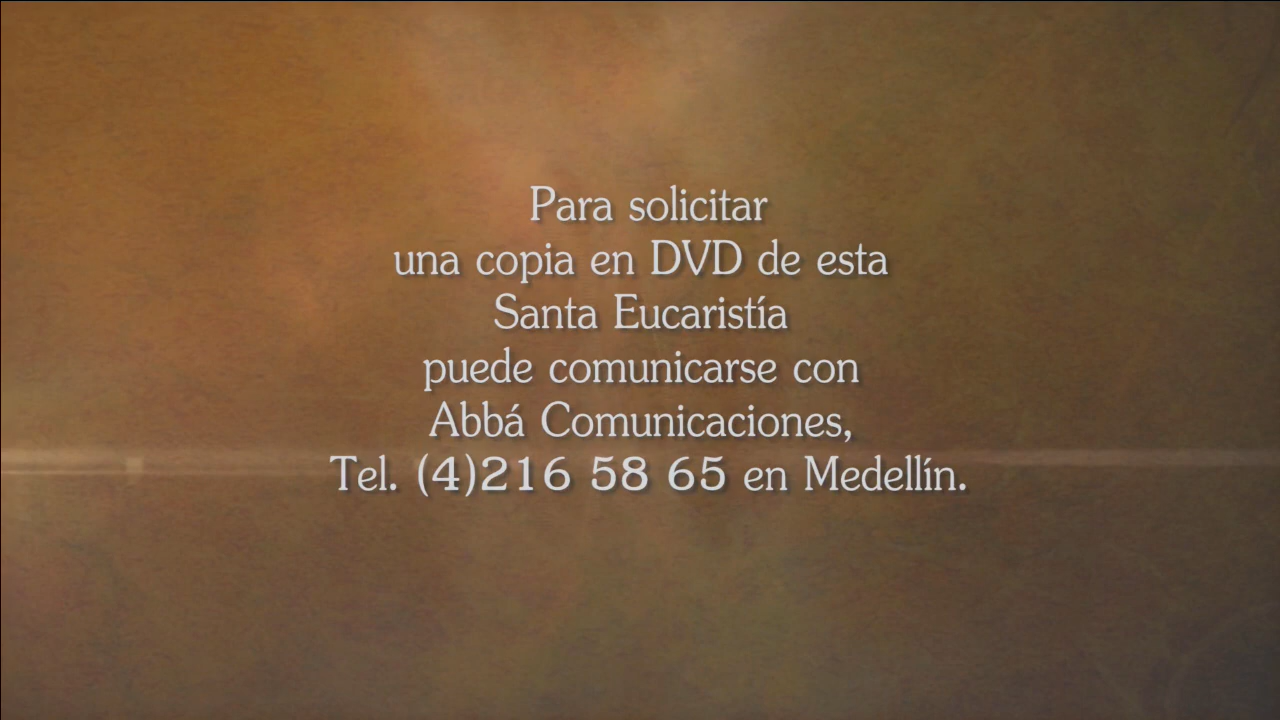 Para solicitar
una copia en DVD de esta
Santa Eucaristía
puede comunicarse con
Abbá Comunicaciones,
Tel. (4)216 58 65 en Medellín.